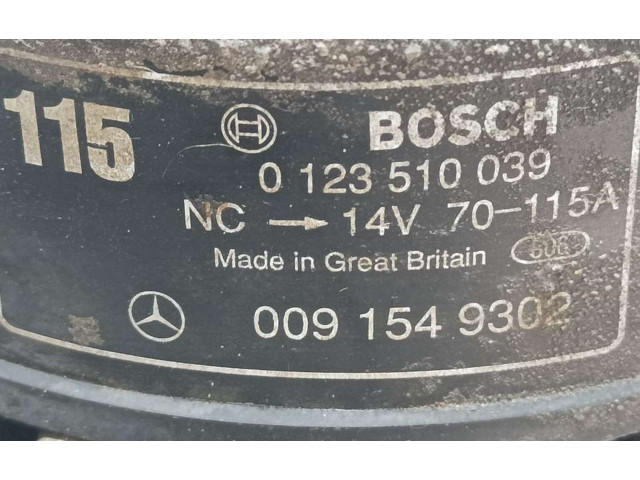 115 BOSCH
0 123 510 039
NC → 14V 70-115A
Made in Great Britain
009 154 9302